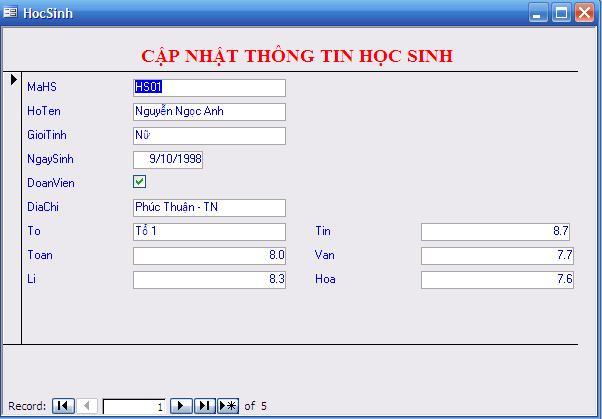 HocSinh
CẬP NHẬT THÔNG TIN HỌC SINH
MaHS HS01
HoTen Nguyễn Ngọc Anh
GioiTinh Nữ
NgaySinh 9/10/1998
DoanVien
DiaChi Phúc Thuận - TN
To Tổ 1 Tin 8.7
Toan 8.0 Van 7.7
Li 8.3 Hoa 7.6
Record: 1 of 5